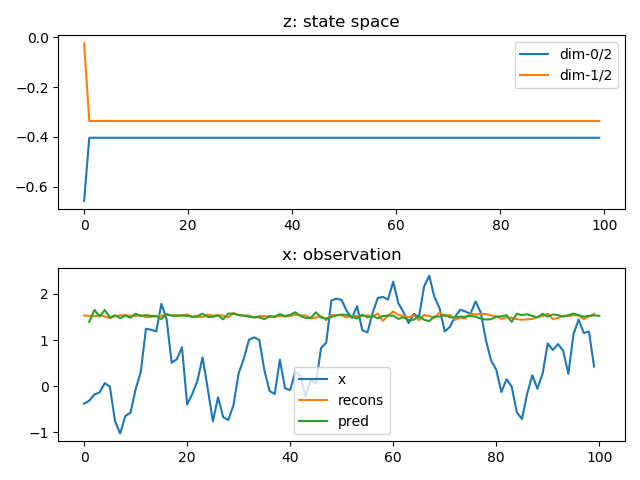 z: state space
0.0
−0.2
−0.4
−0.6
dim-0/2
dim-1/2
0 20 40 60 80 100
x: observation
2
1
0
−1
x
recons
pred
0 20 40 60 80 100